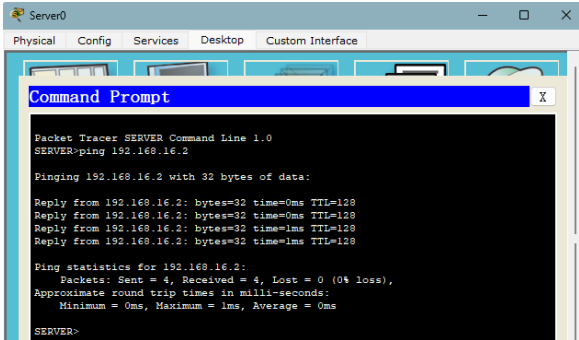 Server0
Physical Config Services Desktop Custom Interface
Command Prompt
X
Packet Tracer SERVER Command Line 1.0
SERVER>ping 192.168.16.2
Pinging 192.168.16.2 with 32 bytes of data:
Reply from 192.168.16.2: bytes=32 time=0ms TTL=128
Reply from 192.168.16.2: bytes=32 time=0ms TTL=128
Reply from 192.168.16.2: bytes=32 time=1ms TTL=128
Reply from 192.168.16.2: bytes=32 time=1ms TTL=128
Ping statistics for 192.168.16.2:
Packets: Sent = 4, Received = 4, Lost = 0 (0% loss),
Approximate round trip times in milli-seconds:
Minimum = 0ms, Maximum = 1ms, Average = 0ms
SERVER>